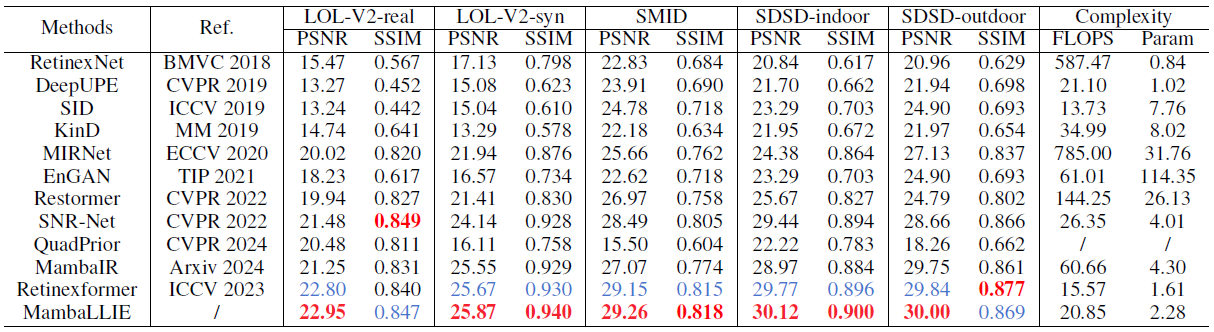 Methods Ref. LOL-V2-real LOL-V2-syn SMID SDSD-indoor SDSD-outdoor Complexity
PSNR SSIM PSNR SSIM PSNR SSIM PSNR SSIM PSNR SSIM FLOPS Param
RetinexNet BMVC 2018 15.47 0.567 17.13 0.798 22.83 0.684 20.84 0.617 20.96 0.629 587.47 0.84
DeepUPE CVPR 2019 13.27 0.452 15.08 0.623 23.91 0.690 21.70 0.662 21.94 0.698 21.10 1.02
SID ICCV 2019 13.24 0.442 15.04 0.610 24.78 0.718 23.29 0.703 24.90 0.693 13.73 7.76
KinD MM 2019 14.74 0.641 13.29 0.578 22.18 0.634 21.95 0.672 21.97 0.654 34.99 8.02
MIRNet ECCV 2020 20.02 0.820 21.94 0.876 25.66 0.762 24.38 0.864 27.13 0.837 785.00 31.76
EnGAN TIP 2021 18.23 0.617 16.57 0.734 22.62 0.718 23.29 0.703 24.90 0.693 61.01 114.35
Restormer CVPR 2022 19.94 0.827 21.41 0.830 26.97 0.758 25.67 0.827 24.79 0.802 144.25 26.13
SNR-Net CVPR 2022 21.48 0.849 24.14 0.928 28.49 0.805 29.44 0.894 28.66 0.866 26.35 4.01
QuadPrior CVPR 2024 20.48 0.811 16.11 0.758 15.50 0.604 22.22 0.783 18.26 0.662 / /
MambaIR Arxiv 2024 21.25 0.831 25.55 0.929 27.07 0.774 28.97 0.884 29.75 0.861 60.66 4.30
Retinexformer ICCV 2023 22.80 0.840 25.67 0.930 29.15 0.815 29.77 0.896 29.84 0.877 15.57 1.61
MambaLLIE / 22.95 0.847 25.87 0.940 29.26 0.818 30.12 0.900 30.00 0.869 20.85 2.28